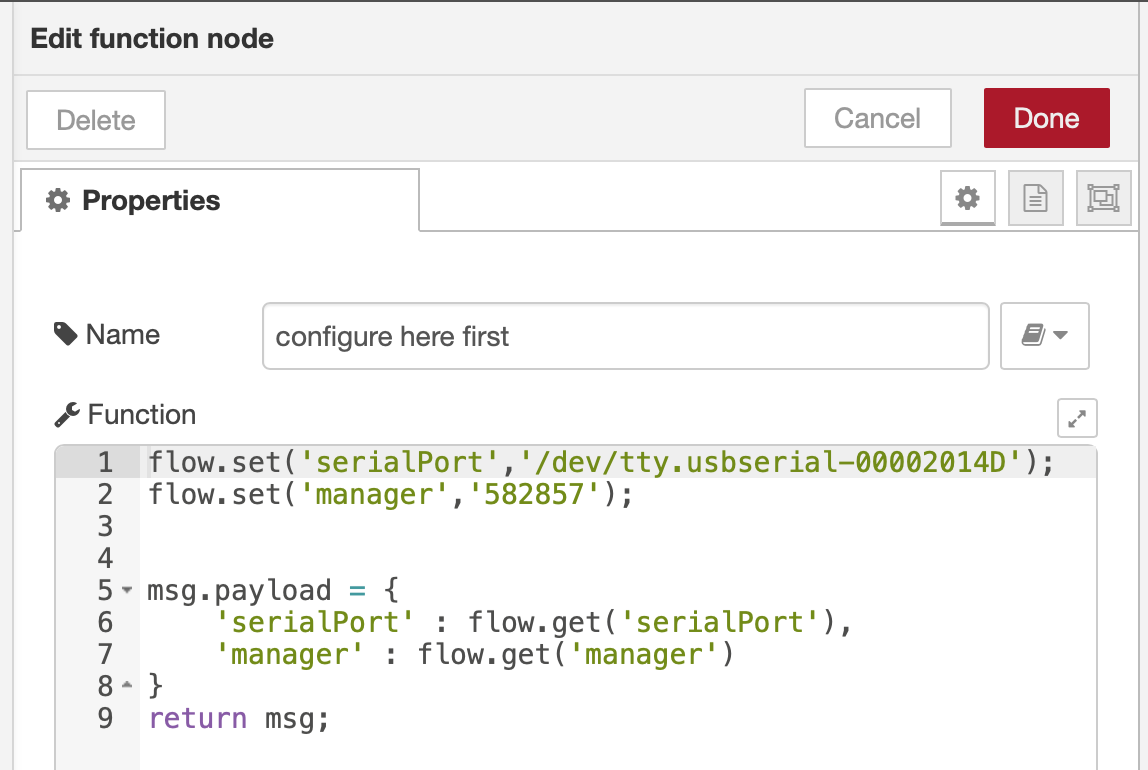 Edit function node
Delete
Cancel
Done
Properties
Name
configure here first
Function
1 flow.set('serialPort','/dev/tty.usbserial-00002014D');
2 flow.set('manager','582857');
3
4
5 msg.payload = {
6     'serialPort' : flow.get('serialPort'),
7     'manager' : flow.get('manager')
8 }
9 return msg;